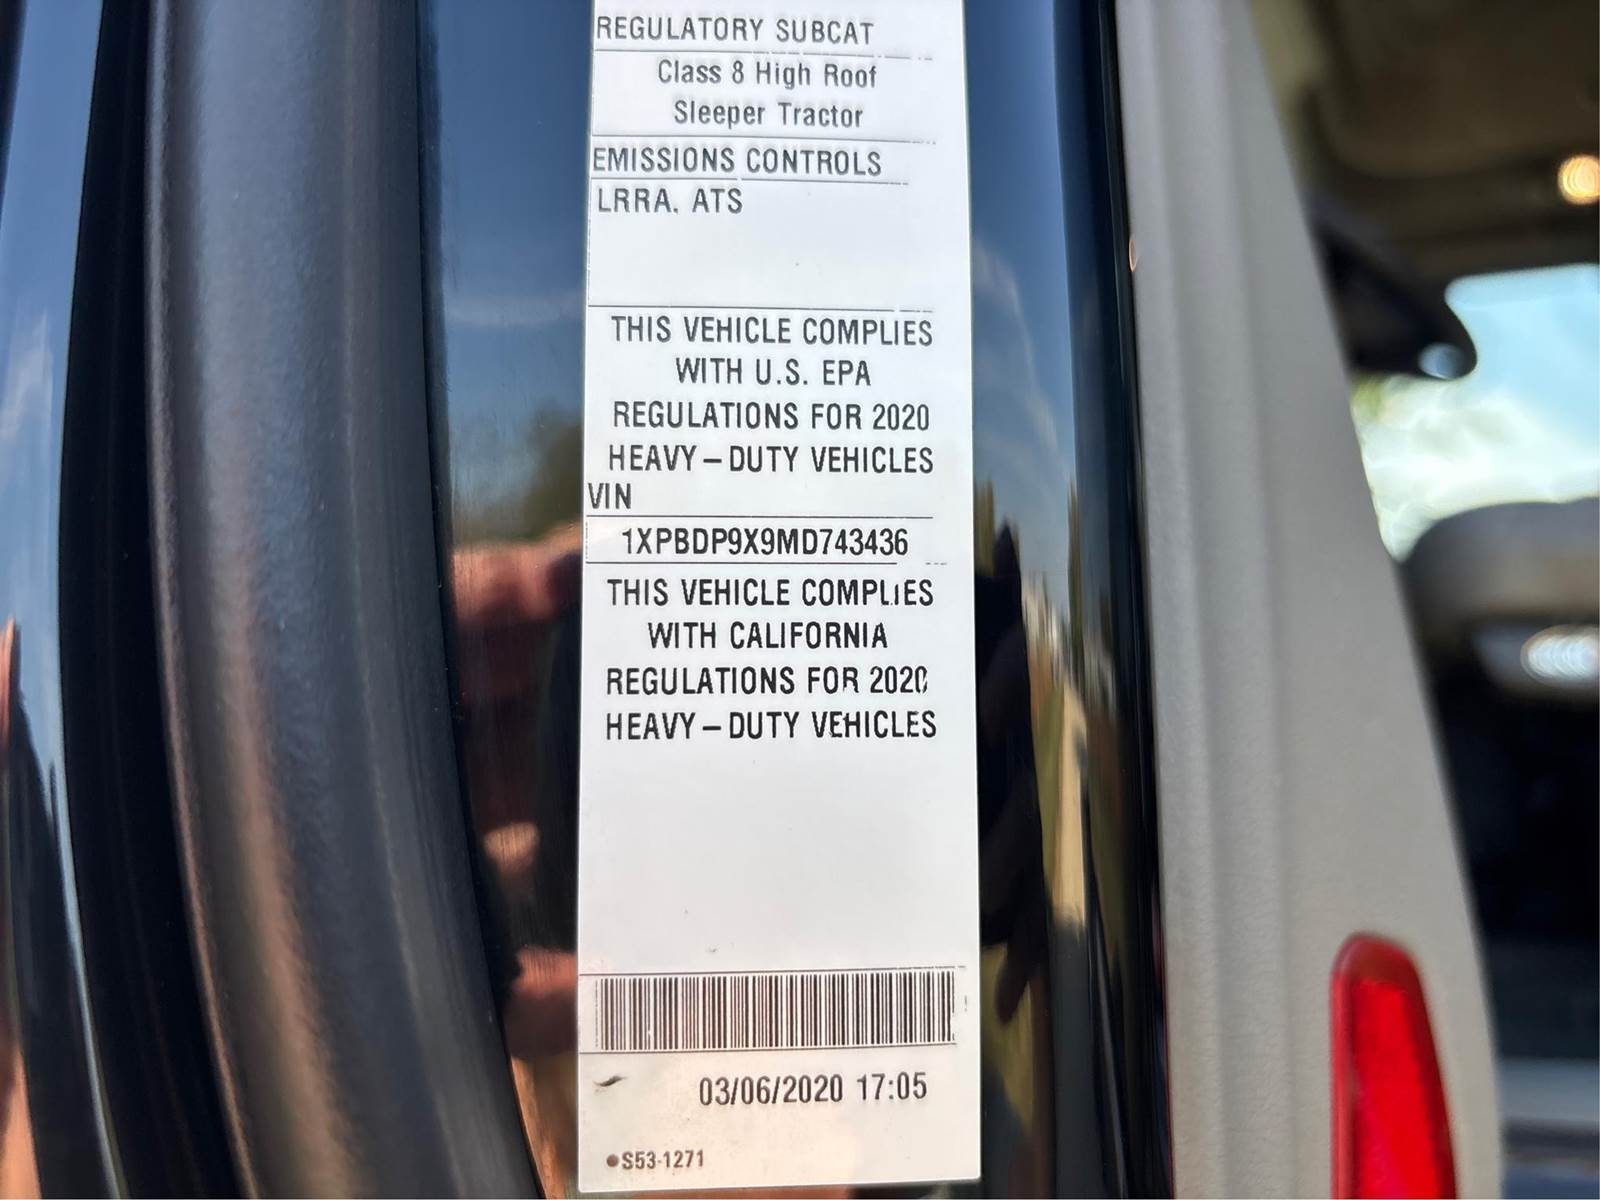 REGULATORY SUBCAT
Class 8 High Roof
Sleeper Tractor
EMISSIONS CONTROLS
LRRA. ATS
THIS VEHICLE COMPLIES
WITH U.S. EPA
REGULATIONS FOR 2020
HEAVY-DUTY VEHICLES
VIN
1XPBDP9X9MD743436
THIS VEHICLE COMPLIES
WITH CALIFORNIA
REGULATIONS FOR 2020
HEAVY-DUTY VEHICLES
03/06/2020 17:05
●S53-1271